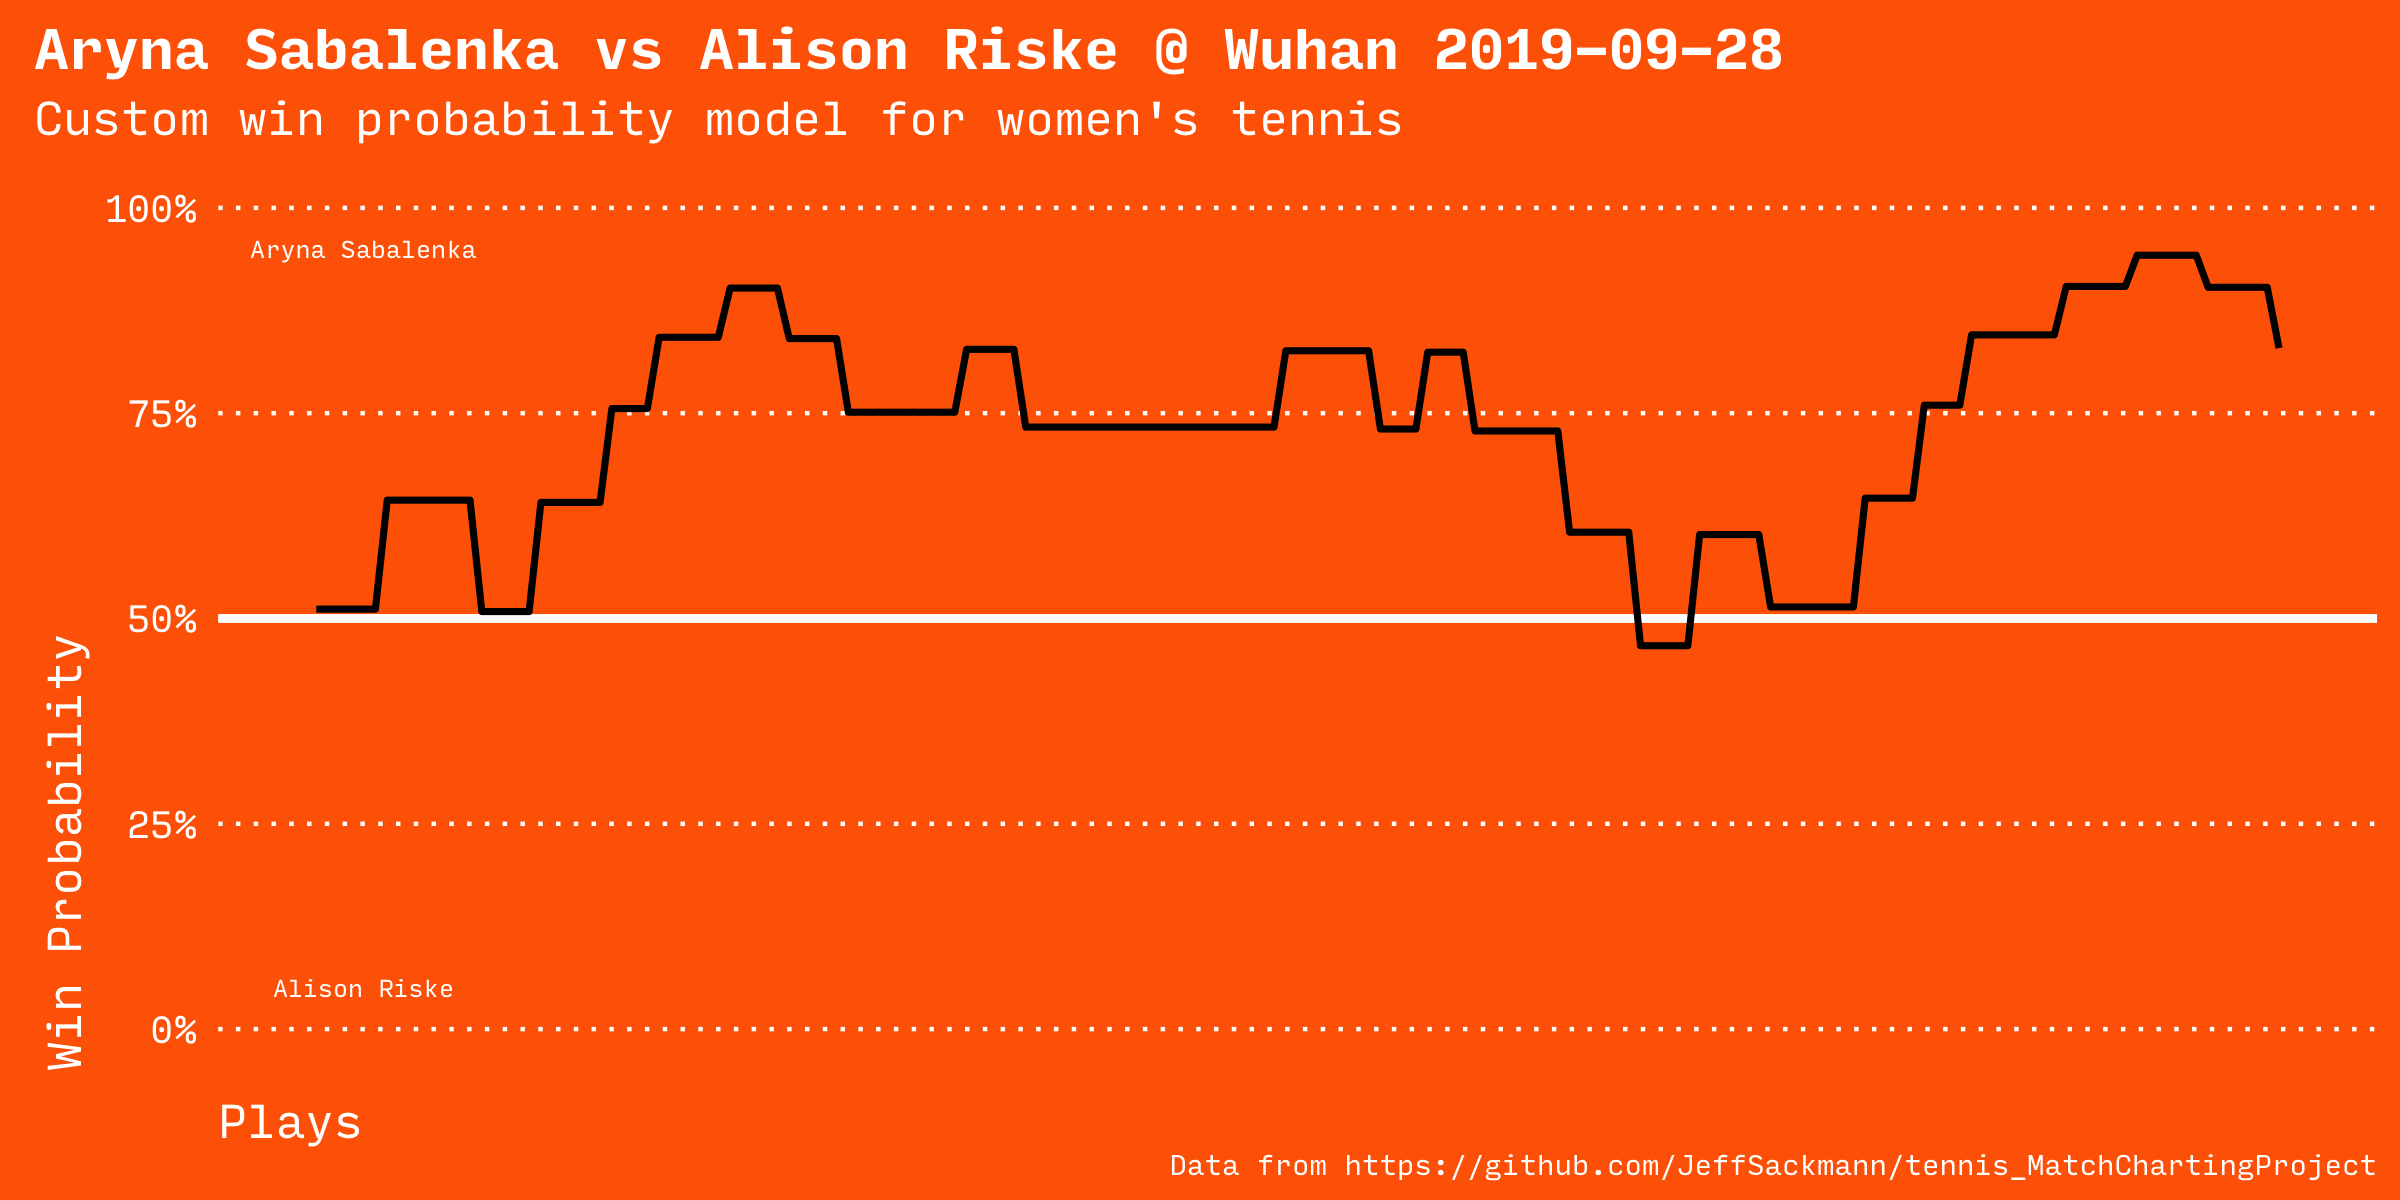 Aryna Sabalenka vs Alison Riske @ Wuhan 2019-09-28
Custom win probability model for women's tennis
100%
Aryna Sabalenka
75%
50%
25%
Alison Riske
0%
Win Probability
Plays
Data from https://github.com/JeffSackmann/tennis_MatchChartingProject